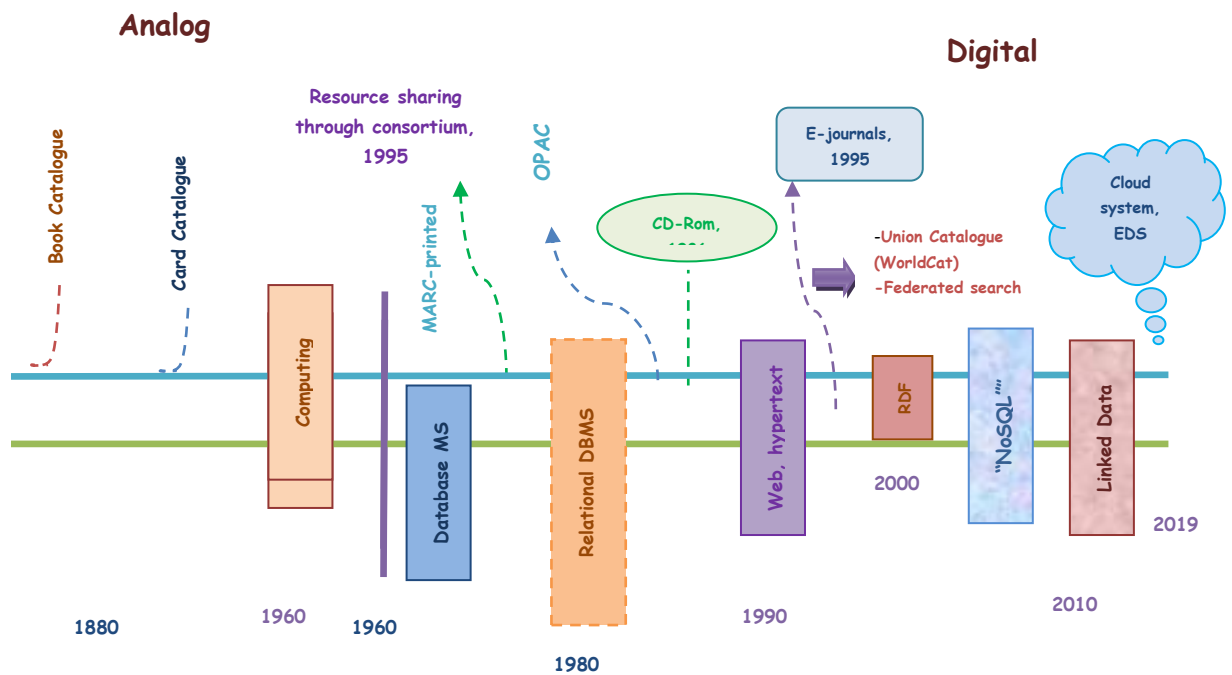 Analog
Digital
Book Catalogue
Card Catalogue
Resource sharing
through consortium,
1995
MARC-printed
OPAC
CD-Rom,
E-journals,
1995
-Union Catalogue
(WorldCat)
-Federated search
Cloud
system,
EDS
Computing
Database MS
Relational DBMS
Web, hypertext
RDF
"NoSQL""
Linked Data
1880
1960
1960
1980
1990
2000
2010
2019